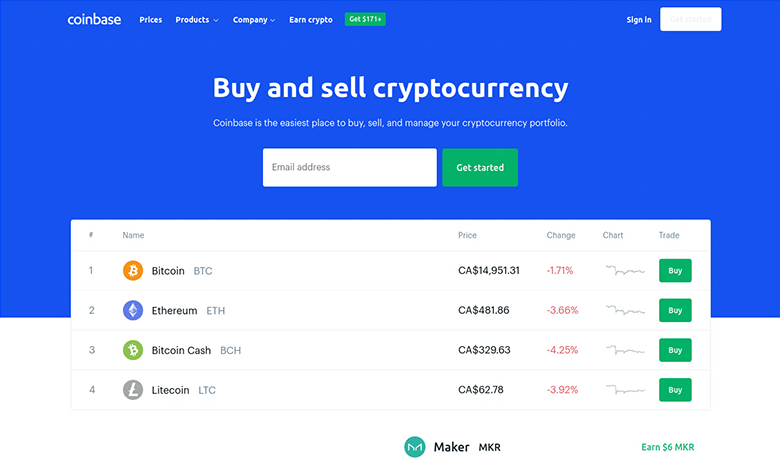 coinbase Prices Products Company Earn crypto Get $171+ Sign in Get started
Buy and sell cryptocurrency
Coinbase is the easiest place to buy, sell, and manage your cryptocurrency portfolio.
Email address Get started
# Name Price Change Chart Trade
1 Bitcoin BTC CA$14,951.31 -1.71% Buy
2 Ethereum ETH CA$481.86 -3.66% Buy
3 Bitcoin Cash BCH CA$329.63 -4.25% Buy
4 Litecoin LTC CA$62.78 -3.92% Buy
Maker MKR Earn $6 MKR